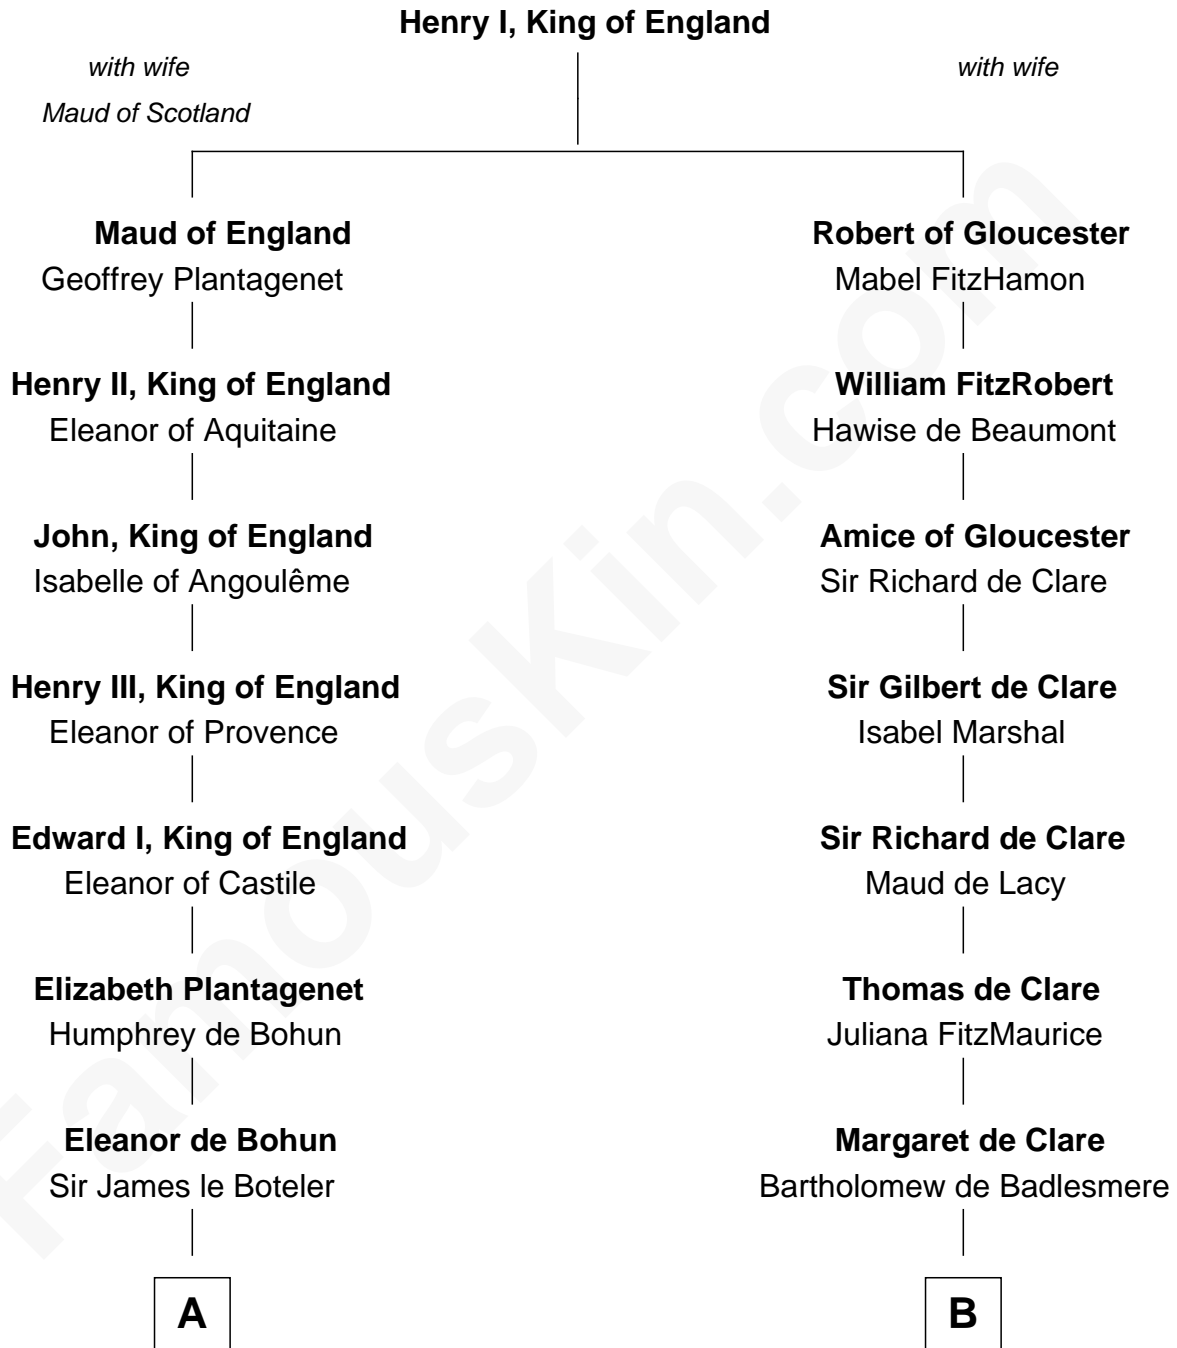 Henry I, King of England
with wife
Maud of Scotland
with wife
Maud of England
Geoffrey Plantagenet
Robert of Gloucester
Mabel FitzHamon
Henry II, King of England
Eleanor of Aquitaine
William FitzRobert
Hawise de Beaumont
John, King of England
Isabelle of Angoulême
Amice of Gloucester
Sir Richard de Clare
Henry III, King of England
Eleanor of Provence
Sir Gilbert de Clare
Isabel Marshal
Edward I, King of England
Eleanor of Castile
Sir Richard de Clare
Maud de Lacy
Elizabeth Plantagenet
Humphrey de Bohun
Thomas de Clare
Juliana FitzMaurice
Eleanor de Bohun
Sir James le Boteler
Margaret de Clare
Bartholomew de Badlesmere
A
B
FamousKin.com